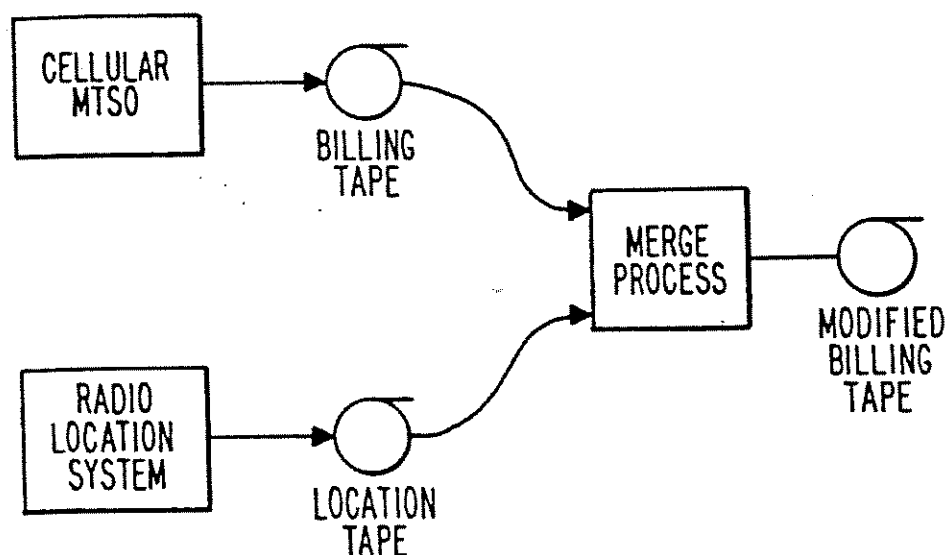 CELLULAR
MTSO
BILLING
TAPE
MERGE
PROCESS
MODIFIED
BILLING
TAPE
RADIO
LOCATION
SYSTEM
LOCATION
TAPE